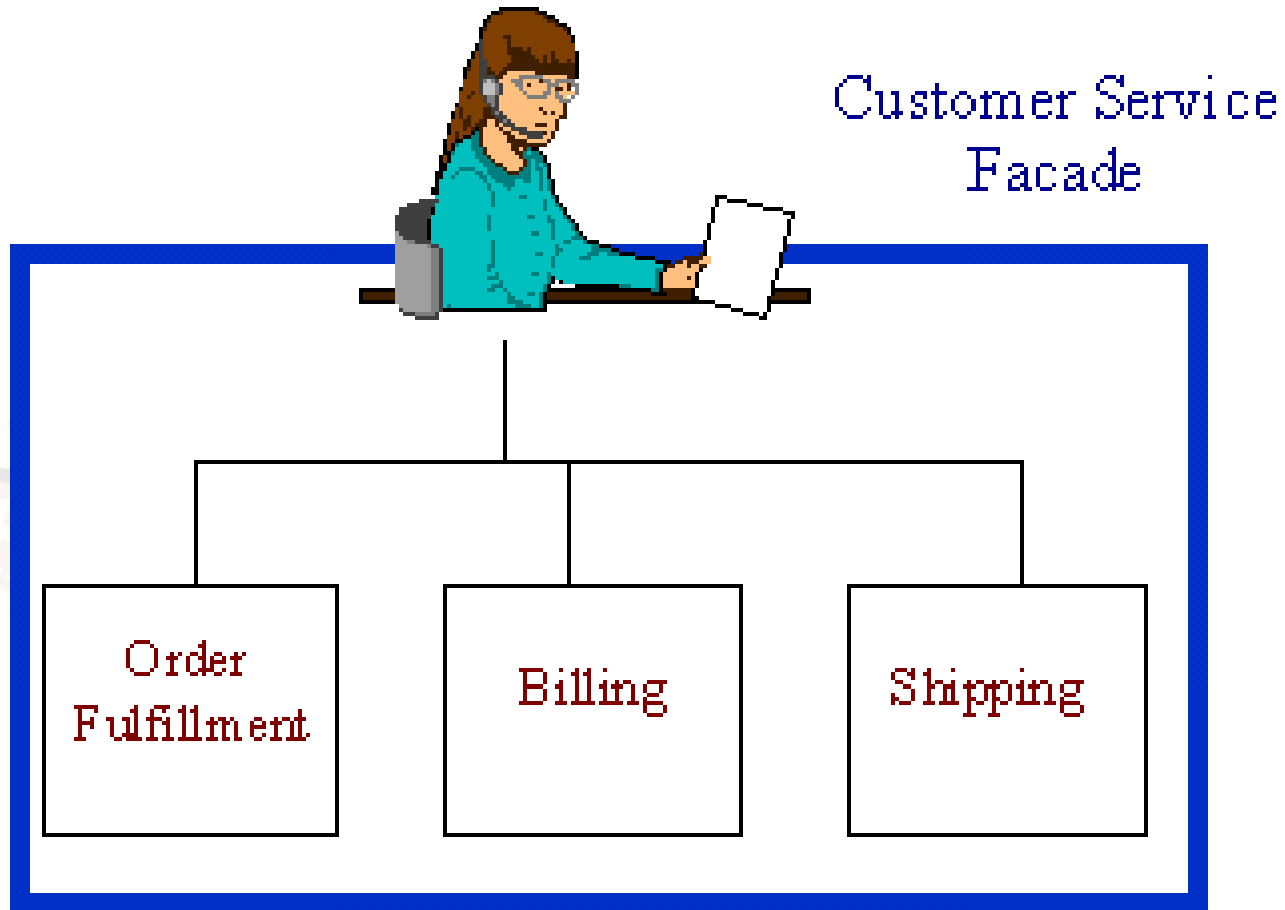 Customer Service
Facade
Order
Fulfillment
Billing
Shipping